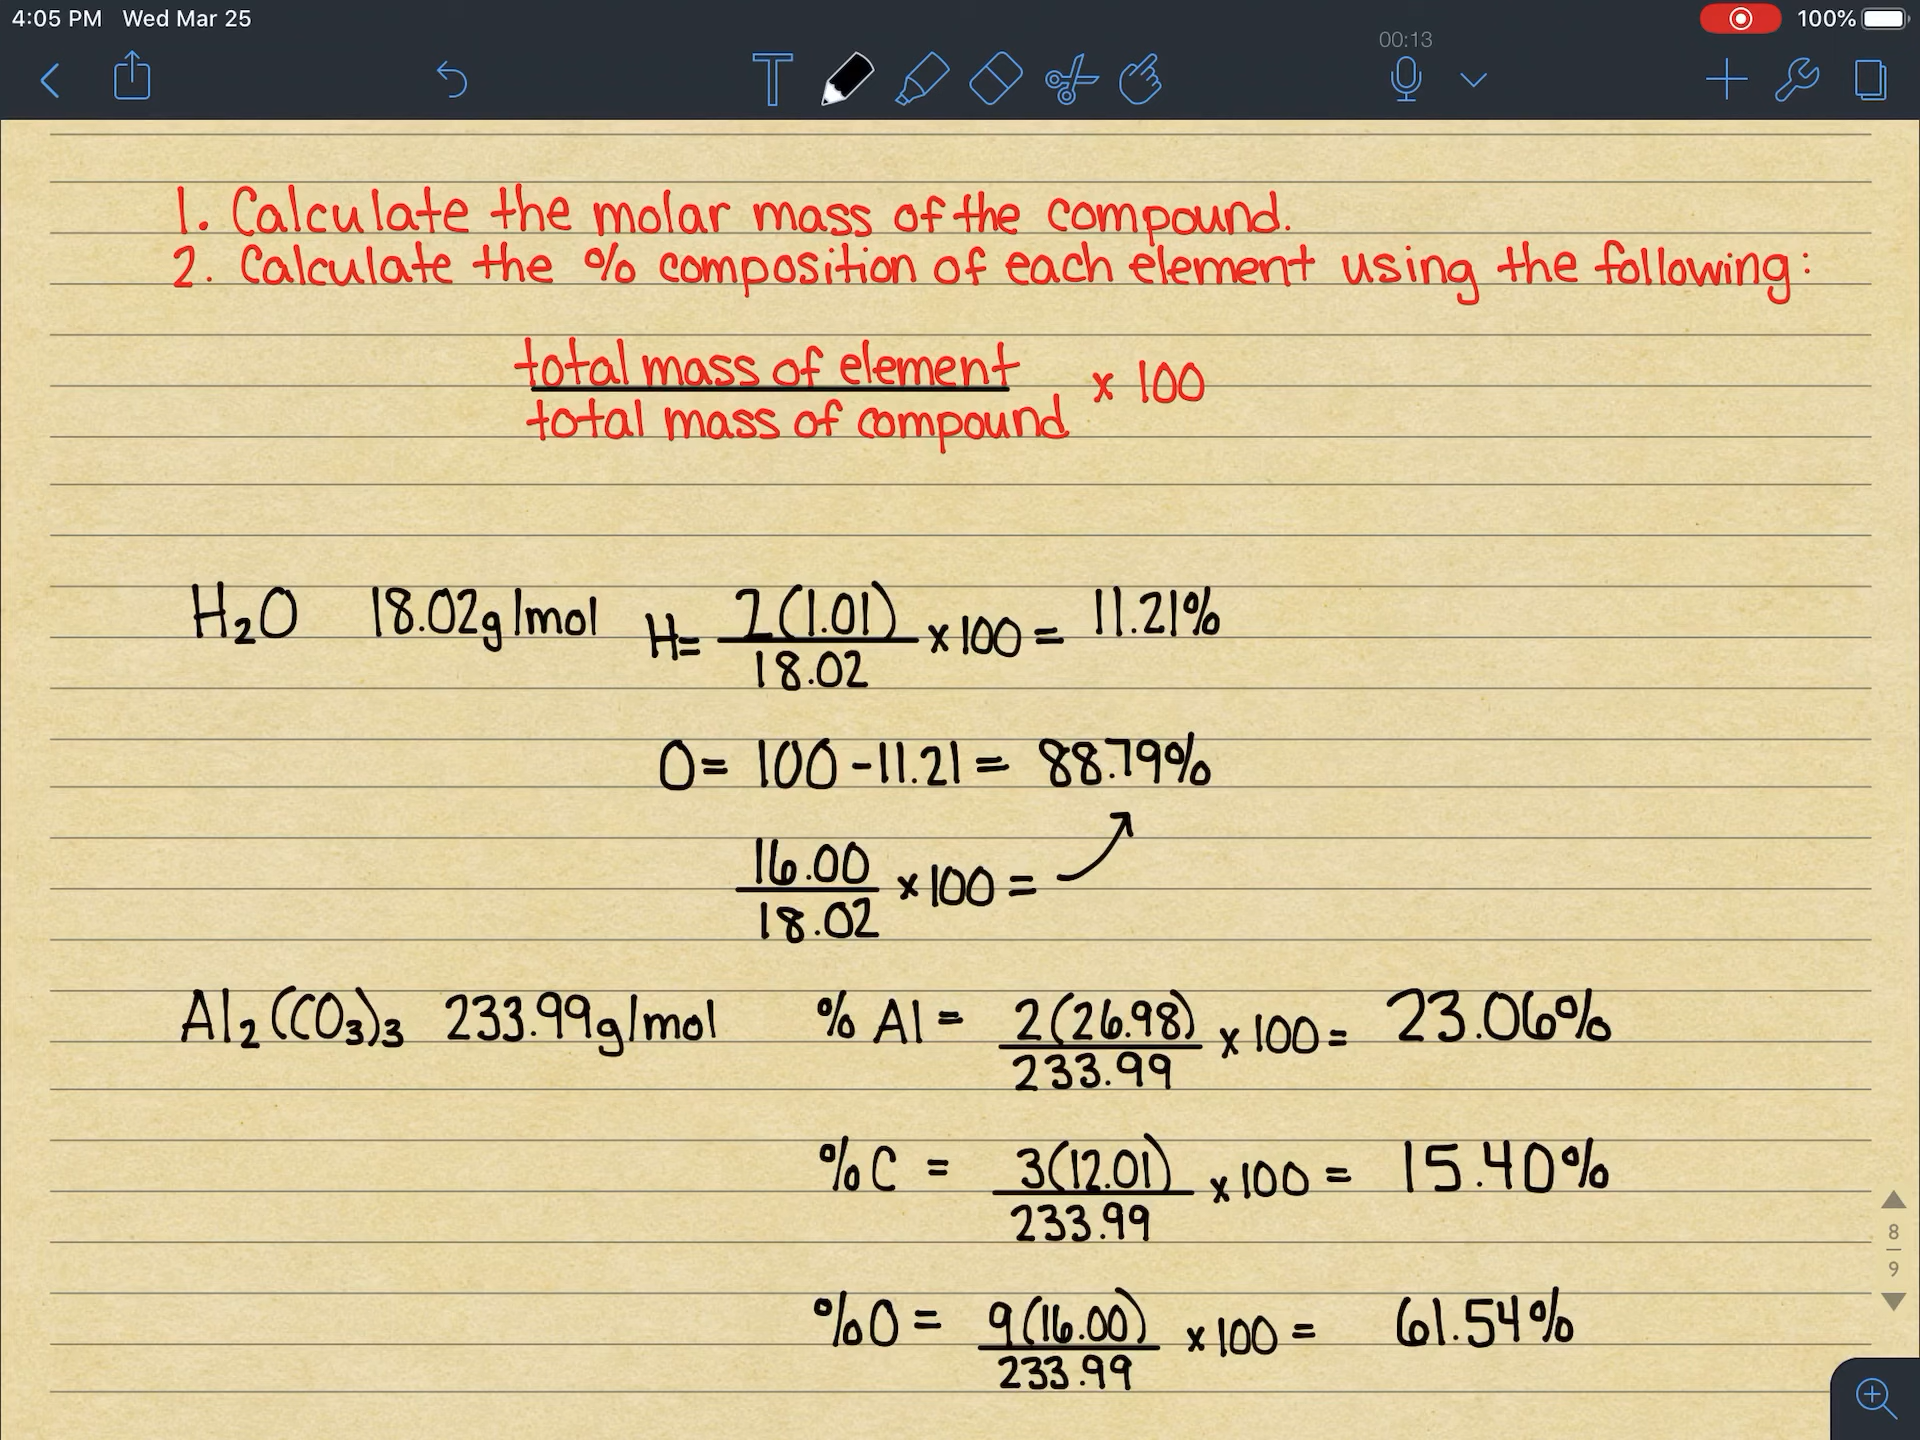 4:05 PM Wed Mar 25
100%
00:13
1. Calculate the molar mass of the compound.
2. Calculate the % composition of each element using the following:
total mass of element
total mass of compound
x 100
H₂O 18.02g/mol H= 2(1.01) x100 = 11.21%
18.02
O= 100 -11.21 = 88.79%
16.00 x100 =
18.02
Al₂(CO₃)₃ 233.99g/mol % Al = 2(26.98) x 100= 23.06%
233.99
%C = 3(12.01) x100 = 15.40%
233.99
%O = 9(16.00) x100 = 61.54%
233.99
8
9